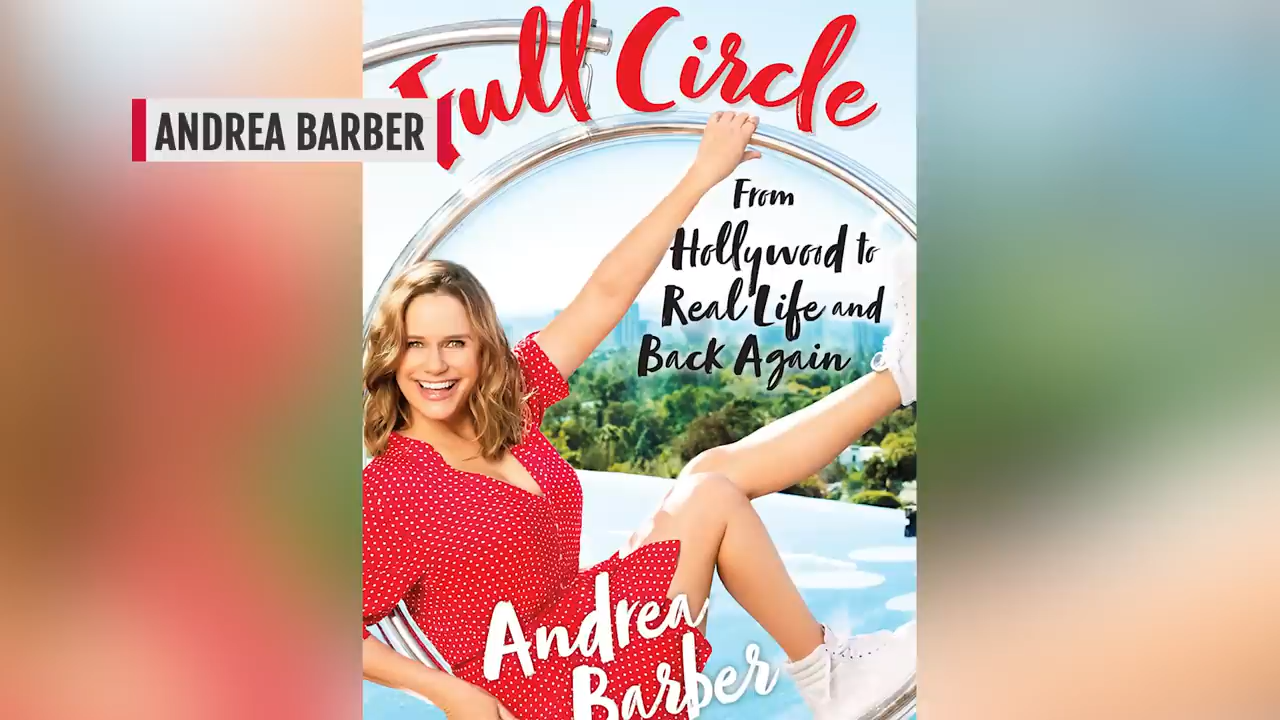 Full Circle
ANDREA BARBER
From
Hollywood to
Real Life and
Back Again
Andrea
Barber